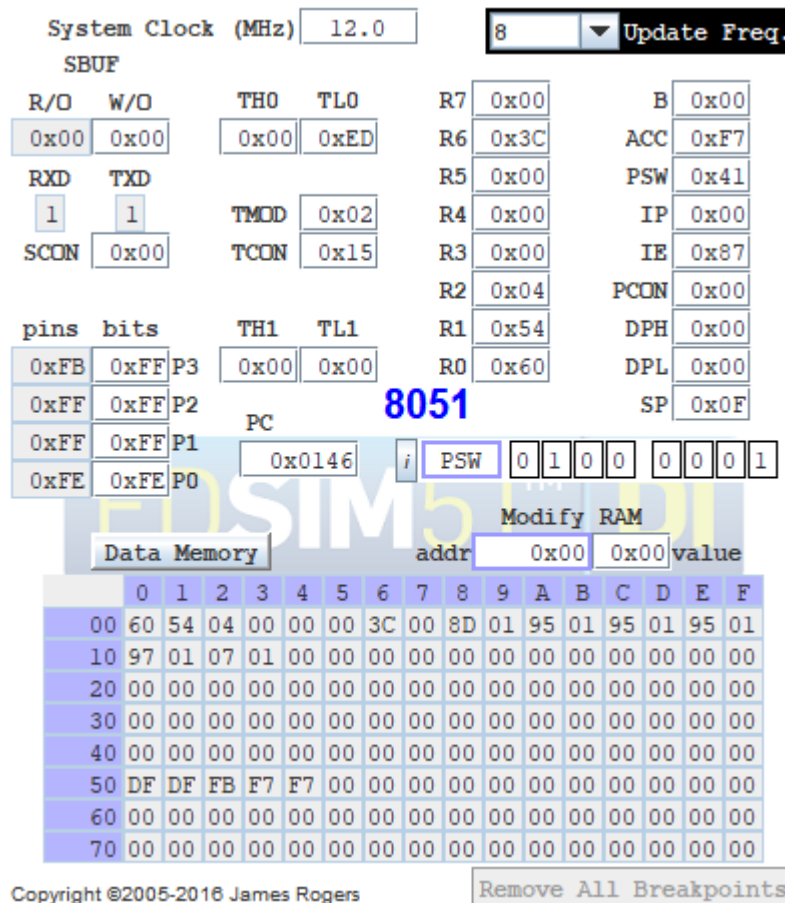 System Clock (MHz) 12.0 8 Update Freq.
SBUF
R/O W/O TH0 TL0 R7 0x00 B 0x00
0x00 0x00 0x00 0xED R6 0x3C ACC 0xF7
RXD TXD R5 0x00 PSW 0x41
1 1 TMOD 0x02 R4 0x00 IP 0x00
SCON 0x00 TCON 0x15 R3 0x00 IE 0x87
R2 0x04 PCON 0x00
pins bits TH1 TL1 R1 0x54 DPH 0x00
0xFB 0xFF P3 0x00 0x00 R0 0x60 DPL 0x00
0xFF 0xFF P2 8051 SP 0x0F
PC
0xFF 0xFF P1 0x0146 i PSW 0 1 0 0 0 0 0 1
0xFE 0xFE P0
EDSIM51 DI
TM
Modify RAM
Data Memory addr 0x00 0x00 value
0 1 2 3 4 5 6 7 8 9 A B C D E F
00 60 54 04 00 00 00 3C 00 8D 01 95 01 95 01 95 01
10 97 01 07 01 00 00 00 00 00 00 00 00 00 00 00 00
20 00 00 00 00 00 00 00 00 00 00 00 00 00 00 00 00
30 00 00 00 00 00 00 00 00 00 00 00 00 00 00 00 00
40 00 00 00 00 00 00 00 00 00 00 00 00 00 00 00 00
50 DF DF FB F7 F7 00 00 00 00 00 00 00 00 00 00 00
60 00 00 00 00 00 00 00 00 00 00 00 00 00 00 00 00
70 00 00 00 00 00 00 00 00 00 00 00 00 00 00 00 00
Copyright ©2005-2016 James Rogers Remove All Breakpoints